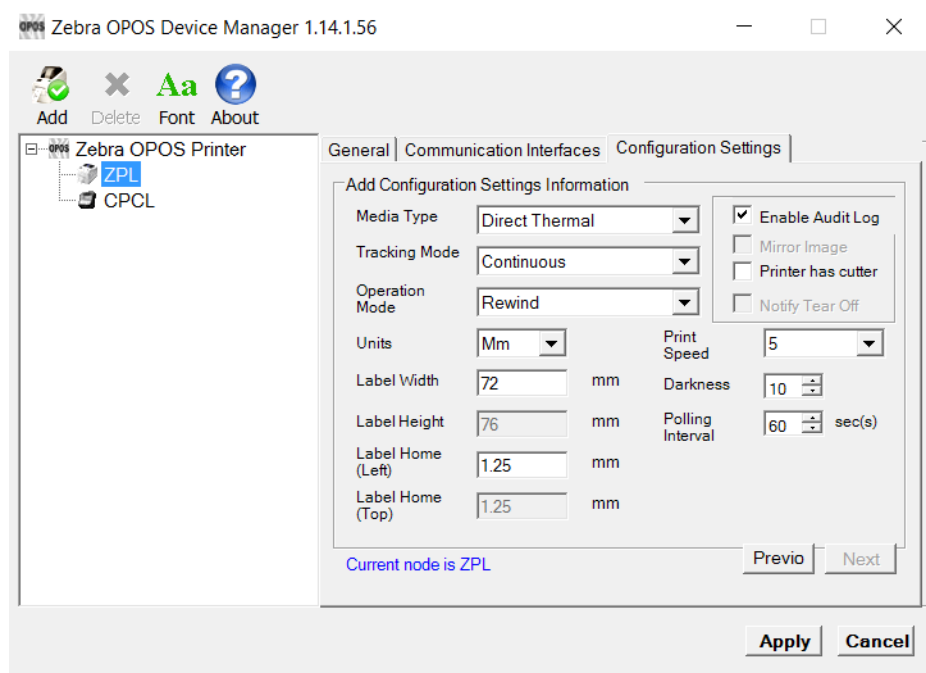 OPOS Zebra OPOS Device Manager 1.14.1.56
Add Delete Aa Font ? About
OPOS Zebra OPOS Printer
ZPL
CPCL
General Communication Interfaces Configuration Settings
Add Configuration Settings Information
Media Type Direct Thermal
Enable Audit Log
Mirror Image
Tracking Mode Continuous
Printer has cutter
Operation
Mode Rewind
Notify Tear Off
Units Mm
Print
Speed 5
Label Width 72 mm
Darkness 10
Label Height 76 mm
Polling
Interval 60 sec(s)
Label Home
(Left) 1.25 mm
Label Home
(Top) 1.25 mm
Current node is ZPL
Previo Next
Apply Cancel